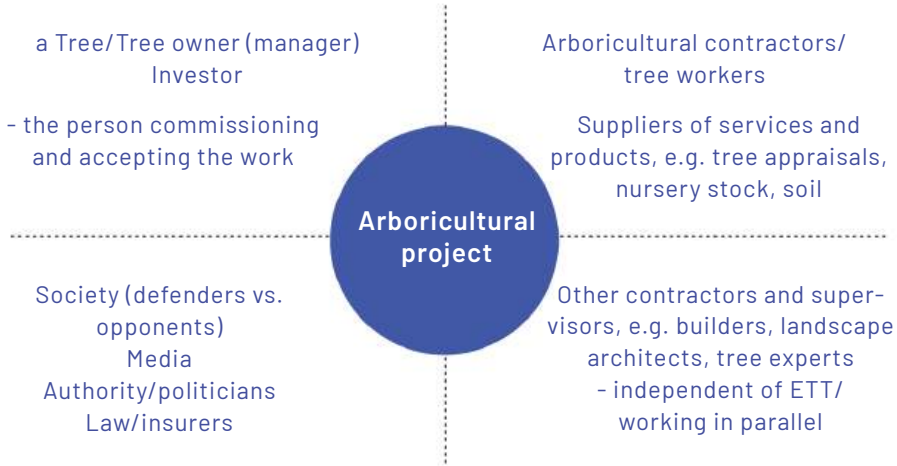 a Tree/Tree owner (manager)
Investor
- the person commissioning
and accepting the work
Arboricultural contractors/
tree workers
Suppliers of services and
products, e.g. tree appraisals,
nursery stock, soil
Arboricultural
project
Society (defenders vs.
opponents)
Media
Authority/politicians
Law/insurers
Other contractors and super-
visors, e.g. builders, landscape
architects, tree experts
- independent of ETT/
working in parallel